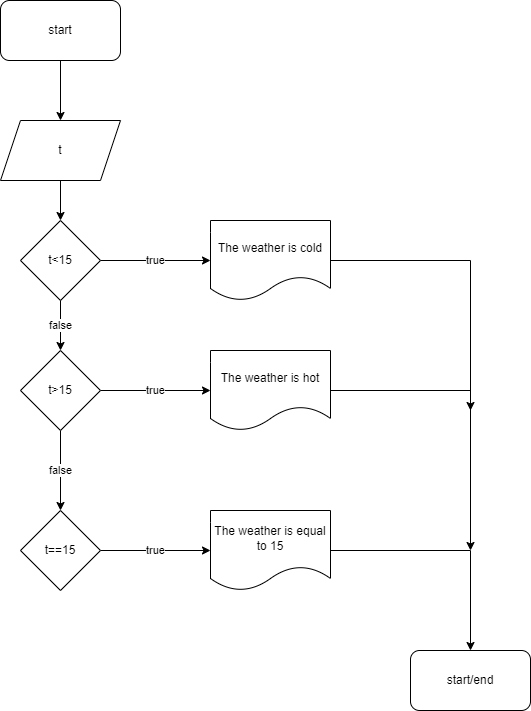 start
t
t<15
true
The weather is cold
false
t>15
true
The weather is hot
false
t==15
true
The weather is equal
to 15
start/end